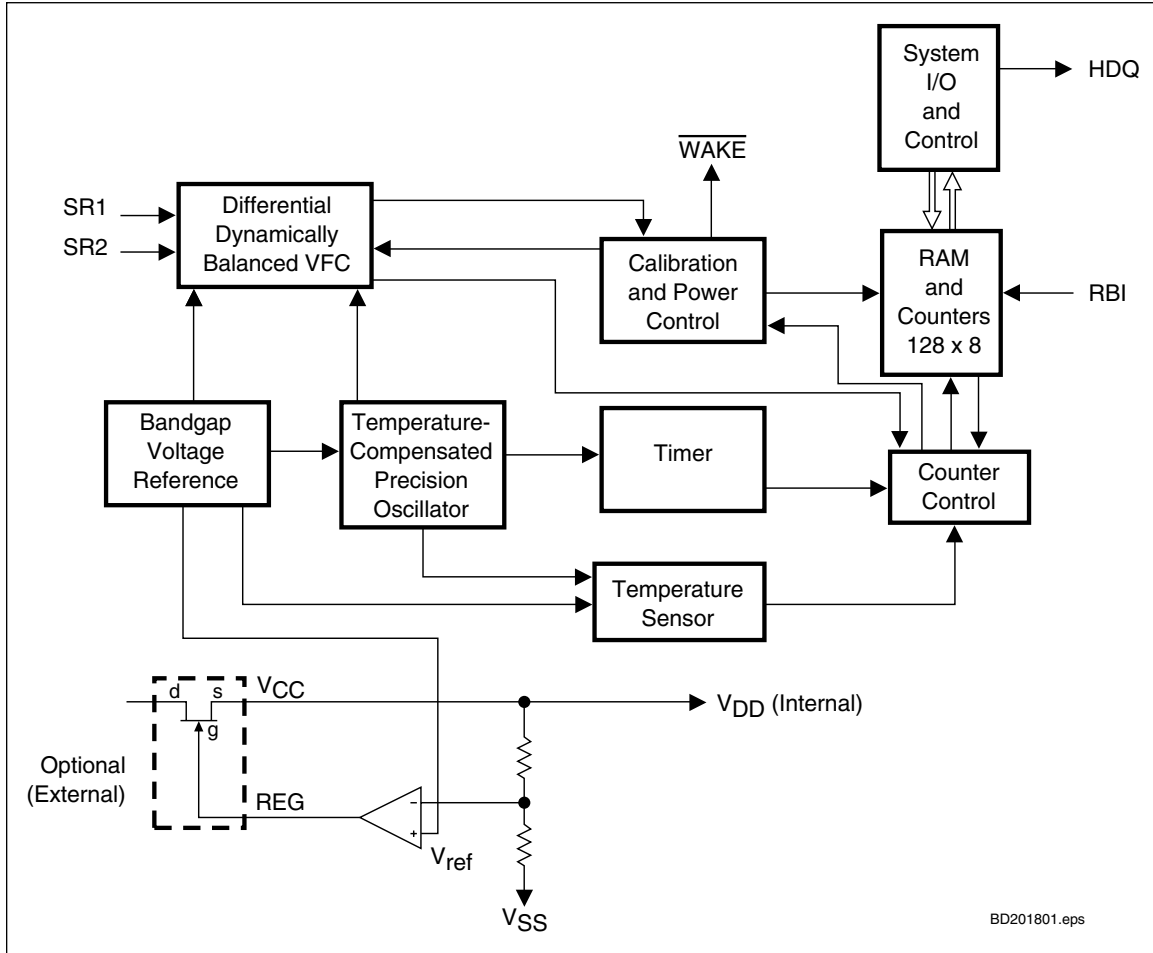 System
I/O
and
Control
HDQ
WAKE
SR1
SR2
Differential
Dynamically
Balanced VFC
Calibration
and Power
Control
RAM
and
Counters
128 x 8
RBI
Bandgap
Voltage
Reference
Temperature-
Compensated
Precision
Oscillator
Timer
Counter
Control
Temperature
Sensor
d
s
g
VCC
VDD (Internal)
Optional
(External)
REG
-
+
Vref
VSS
BD201801.eps